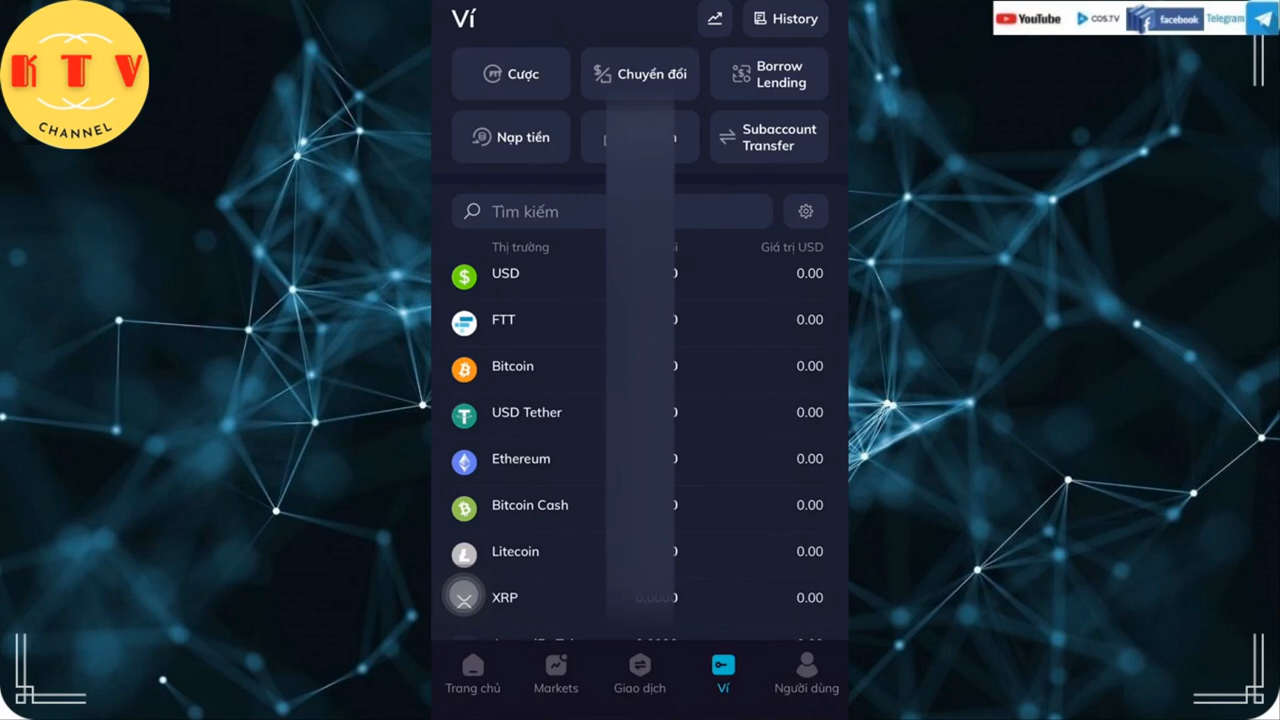 KTV
CHANNEL
YouTube
COS.TV
facebook
Telegram
Ví
History
Cược
Chuyển đổi
Borrow
Lending
Nạp tiền
Subaccount
Transfer
Tìm kiếm
Thị trường
Giá trị USD
USD
0.00
FTT
0.00
Bitcoin
0.00
USD Tether
0.00
Ethereum
0.00
Bitcoin Cash
0.00
Litecoin
0.00
XRP
0.0000
0.00
Trang chủ
Markets
Giao dịch
Ví
Người dùng